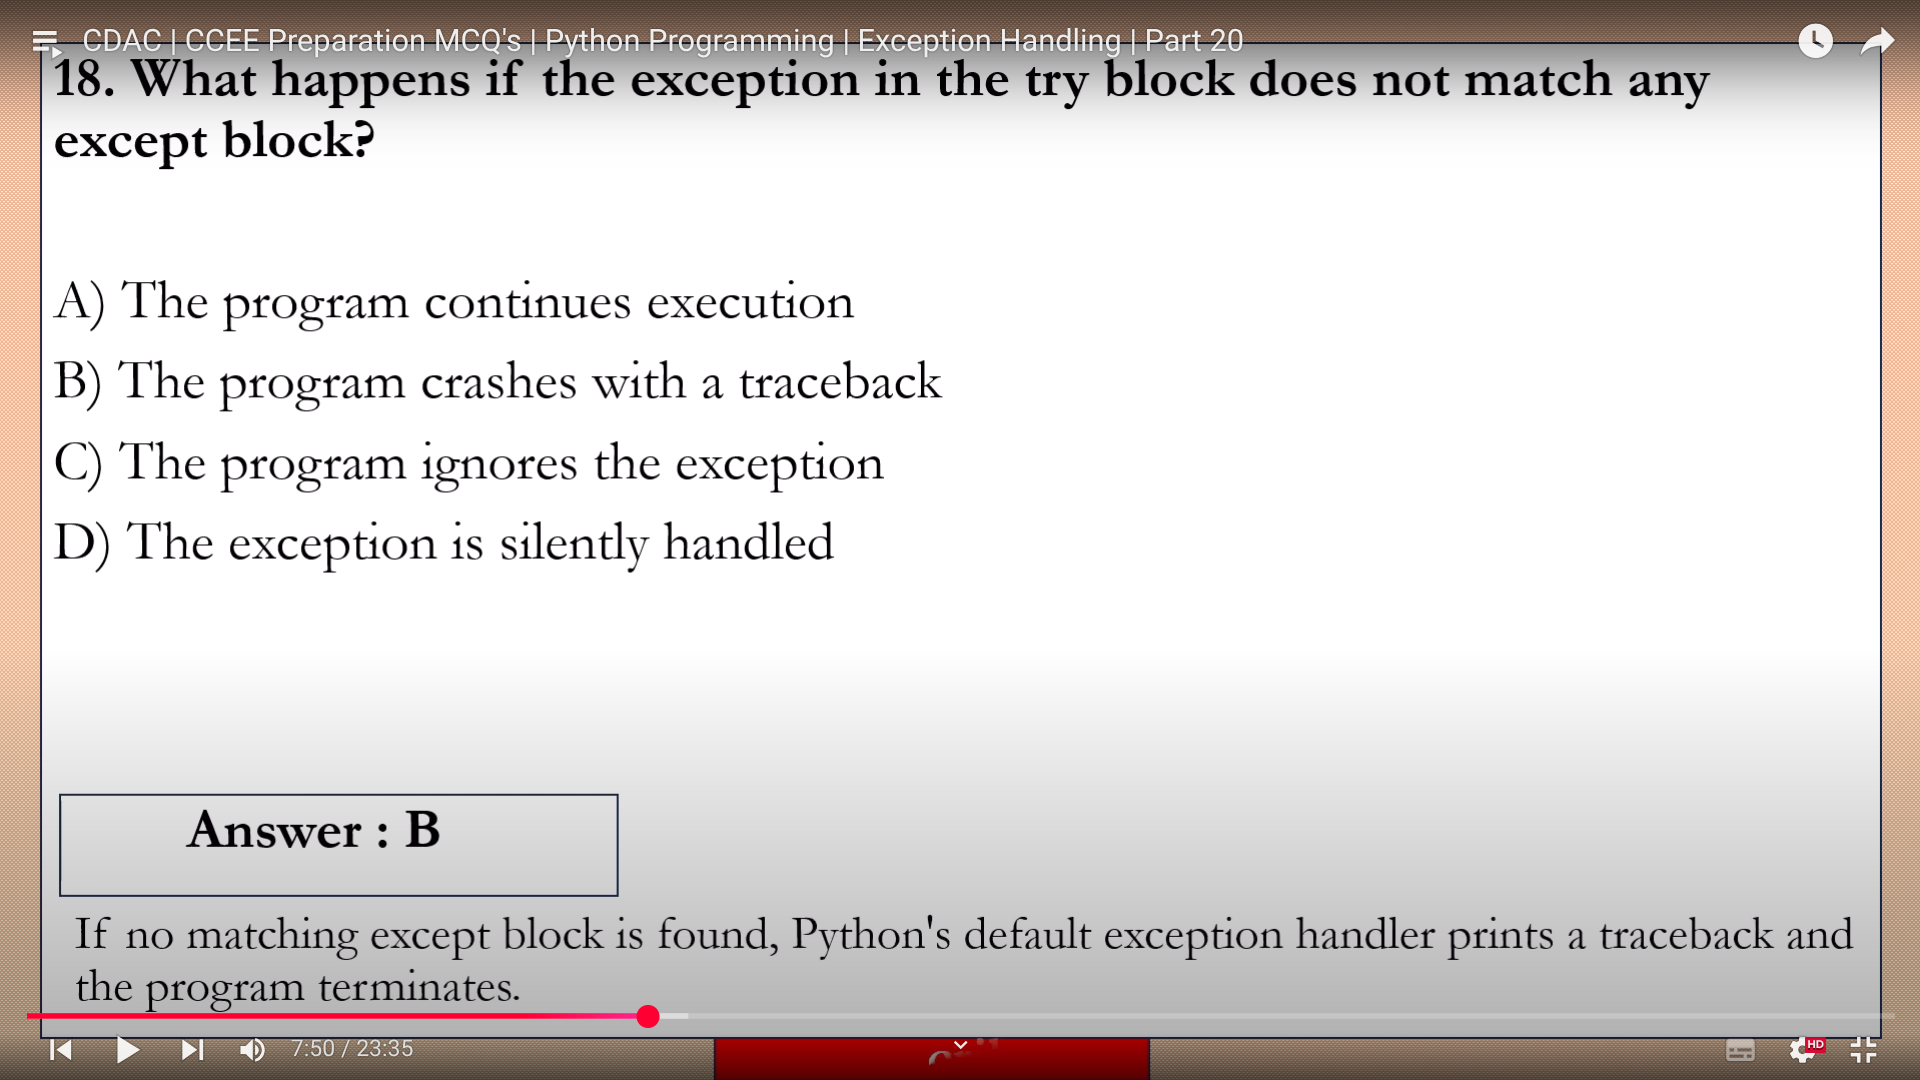 CDAC | CCEE Preparation MCQ's | Python Programming | Exception Handling | Part 20
18. What happens if the exception in the try block does not match any
except block?
A) The program continues execution
B) The program crashes with a traceback
C) The program ignores the exception
D) The exception is silently handled
Answer : B
If no matching except block is found, Python's default exception handler prints a traceback and
the program terminates.
7:50 / 23:35
HD